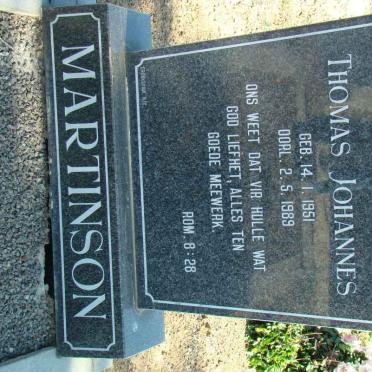 THOMAS JOHANNES
GEB. 14. 1. 1951
OORL. 2. 5. 1989
ONS WEET DAT VIR HULLE WAT
GOD LIEFHET, ALLES TEN
GOEDE MEEWERK.
ROM. 8:28
MARTINSON